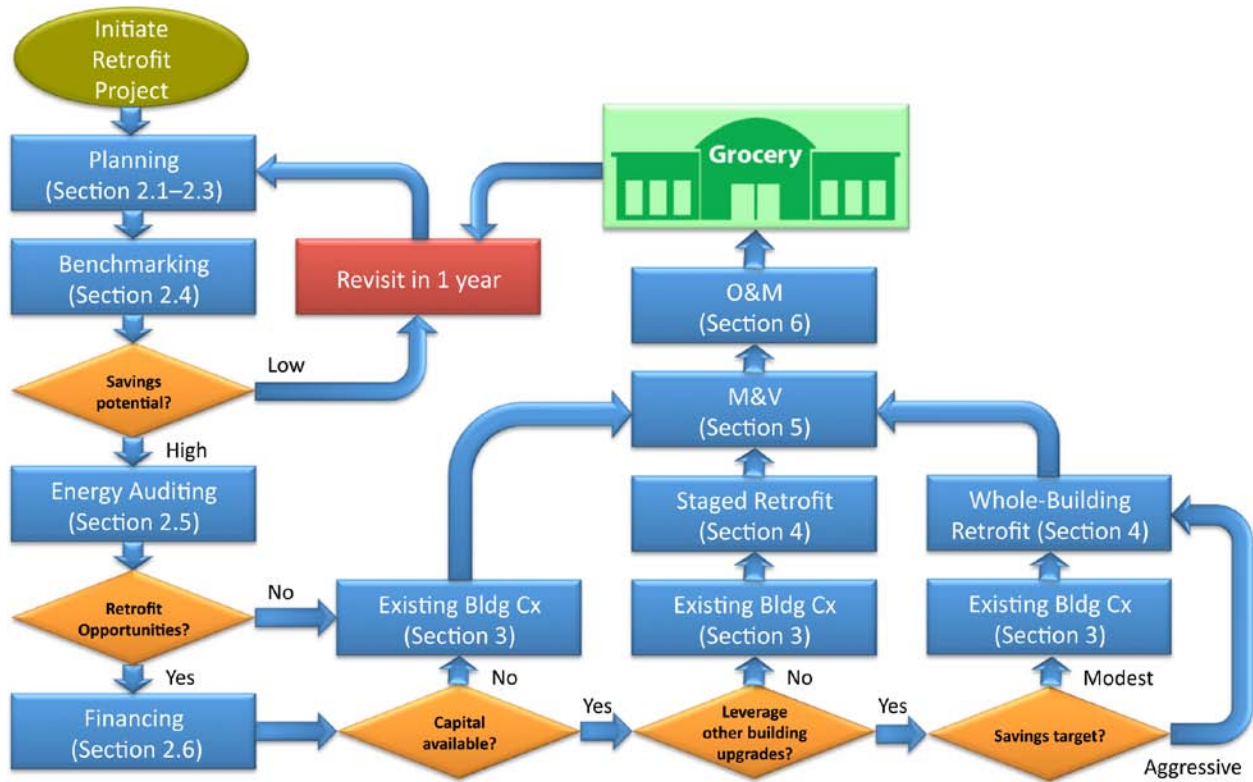 Initiate
Retrofit
Project
Planning
(Section 2.1–2.3)
Benchmarking
(Section 2.4)
Savings
potential?
Low
High
Energy Auditing
(Section 2.5)
Retrofit
Opportunities?
No
Yes
Financing
(Section 2.6)
Revisit in 1 year
Existing Bldg Cx
(Section 3)
No
Capital
available?
Yes
Grocery
O&M
(Section 6)
M&V
(Section 5)
Staged Retrofit
(Section 4)
Existing Bldg Cx
(Section 3)
No
Leverage
other building
upgrades?
Yes
Whole-Building
Retrofit (Section 4)
Existing Bldg Cx
(Section 3)
Modest
Savings target?
Aggressive